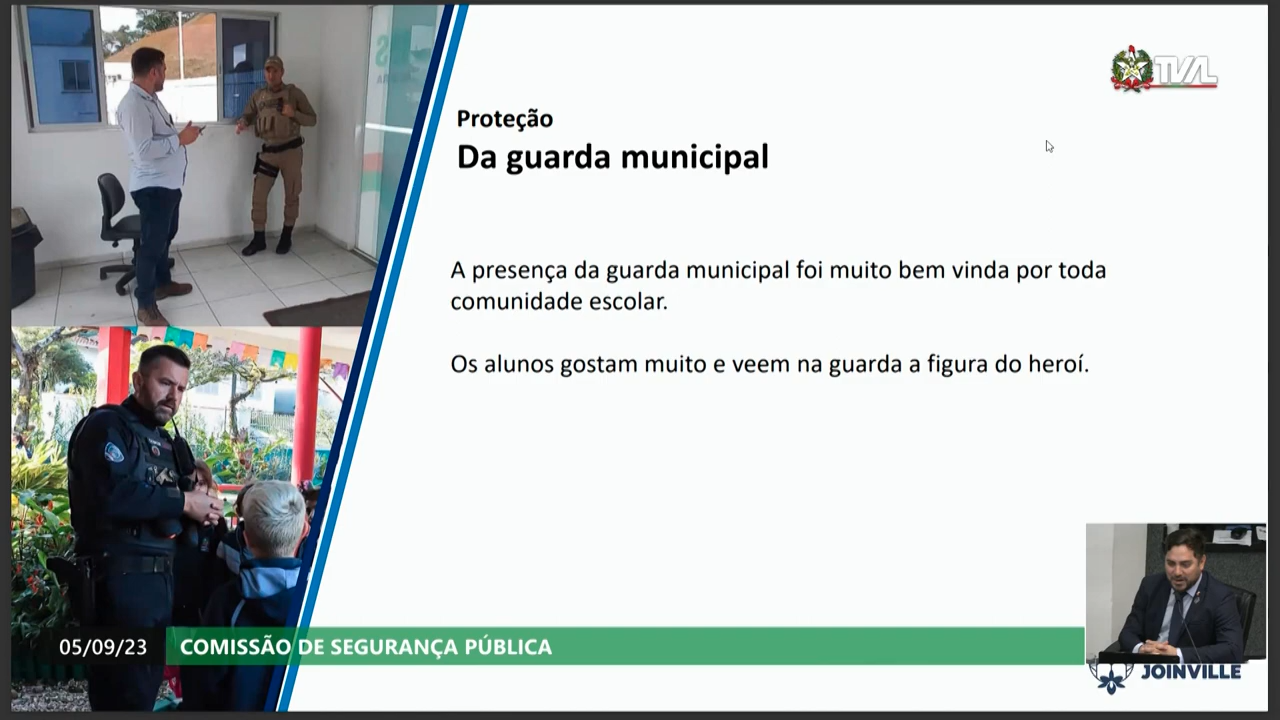 TVAL
Proteção
Da guarda municipal
A presença da guarda municipal foi muito bem vinda por toda
comunidade escolar.
Os alunos gostam muito e veem na guarda a figura do heroí.
05/09/23
COMISSÃO DE SEGURANÇA PÚBLICA
JOINVILLE